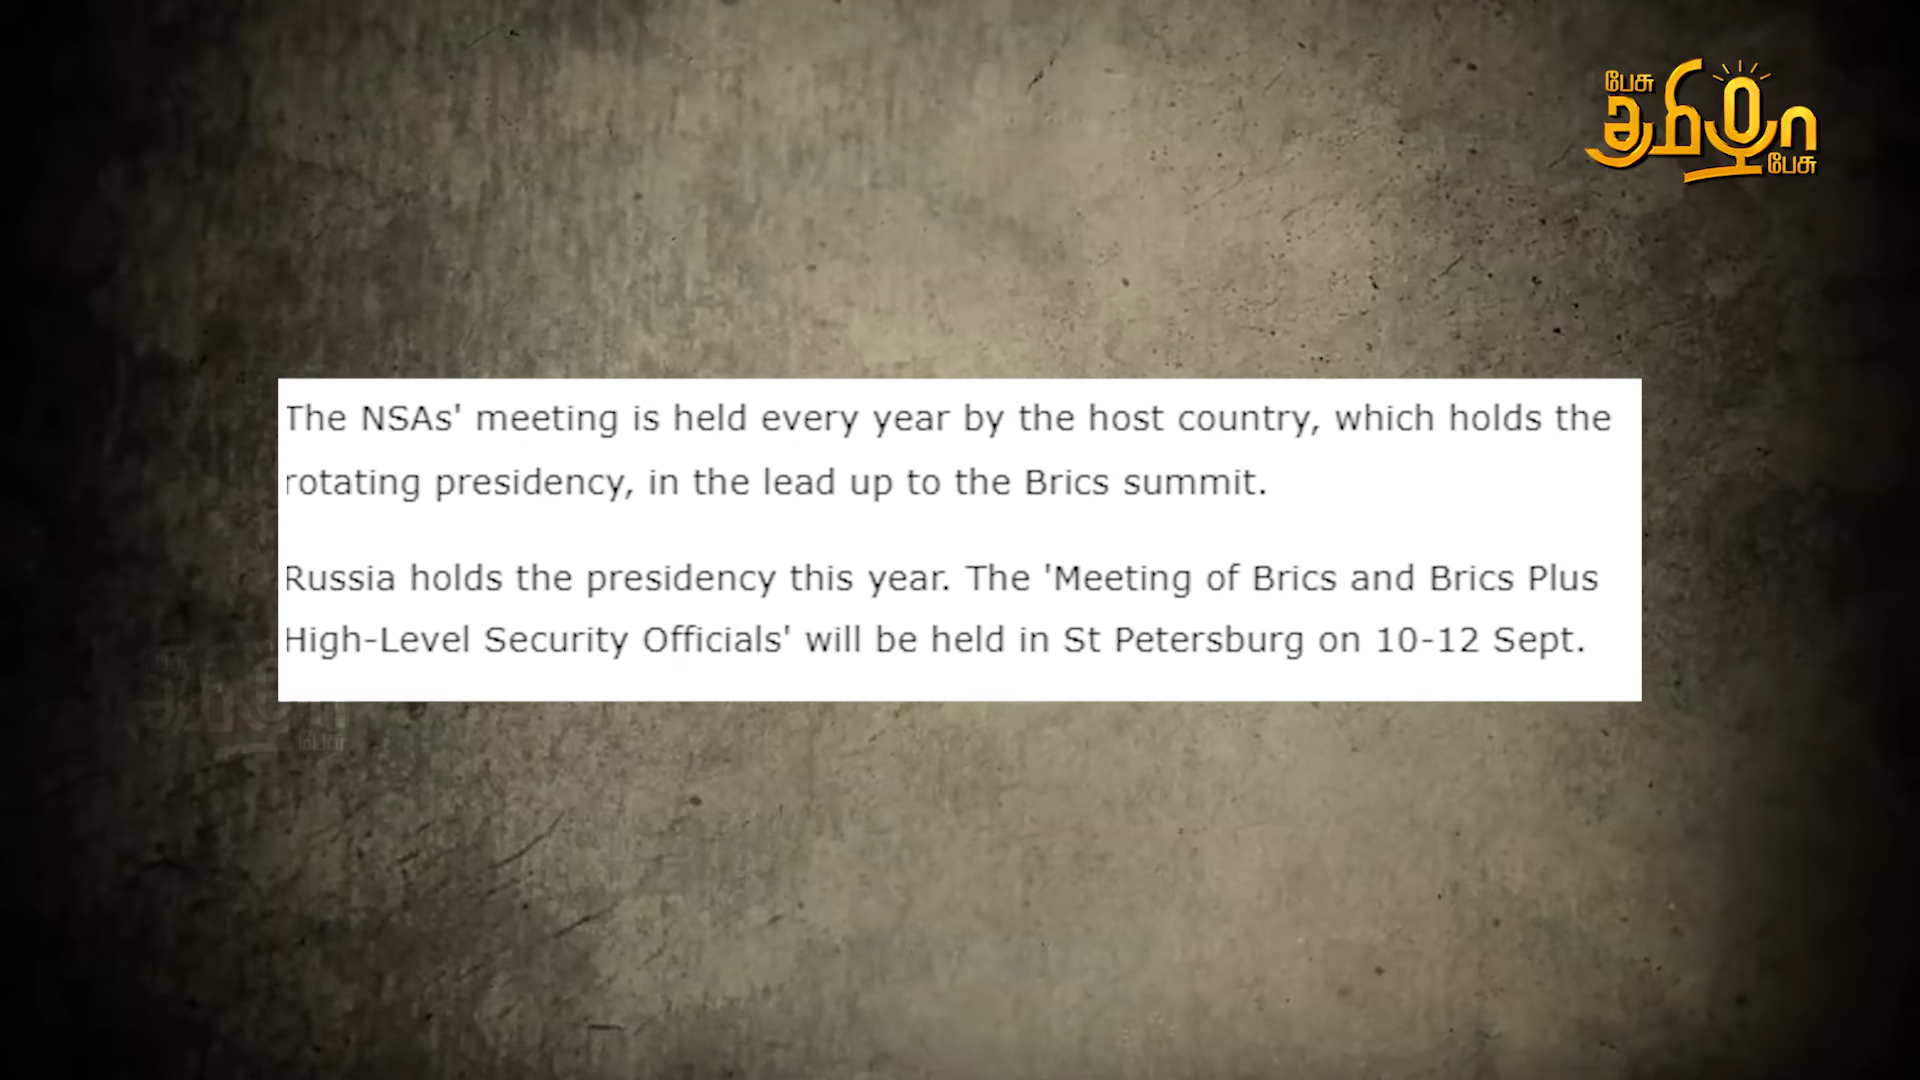 பேசு
தமிழா
பேசு
The NSAs' meeting is held every year by the host country, which holds the
rotating presidency, in the lead up to the Brics summit.
Russia holds the presidency this year. The 'Meeting of Brics and Brics Plus
High-Level Security Officials' will be held in St Petersburg on 10-12 Sept.
தமிழா
பேசு